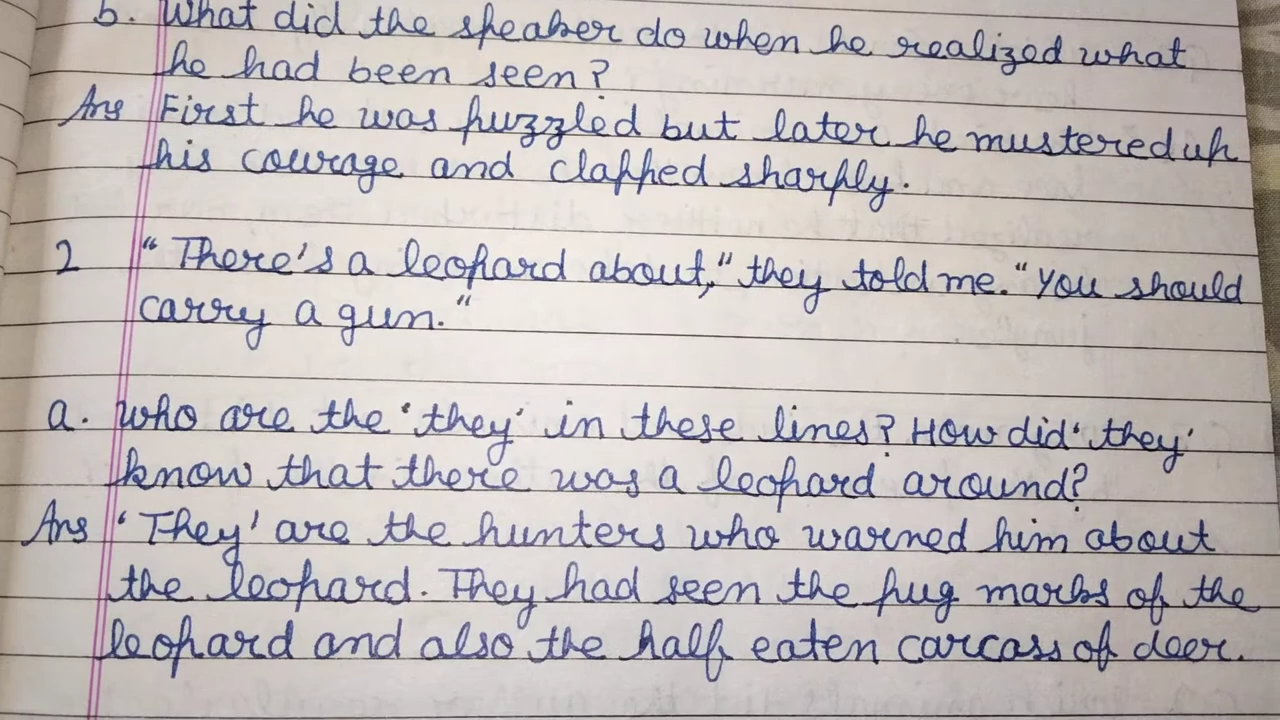 b. What did the speaker do when he realized what
he had been seen?
Ans First he was puzzled but later he mustered up
his courage and clapped sharply.
2 “There's a leopard about,” they told me. “You should
carry a gun.“
a. who are the ‘they’ in these lines? How did ‘they’
know that there was a leopard around?
Ans ‘They’ are the hunters who warned him about
the leopard. They had seen the pug marks of the
leopard and also the half eaten carcass of deer.